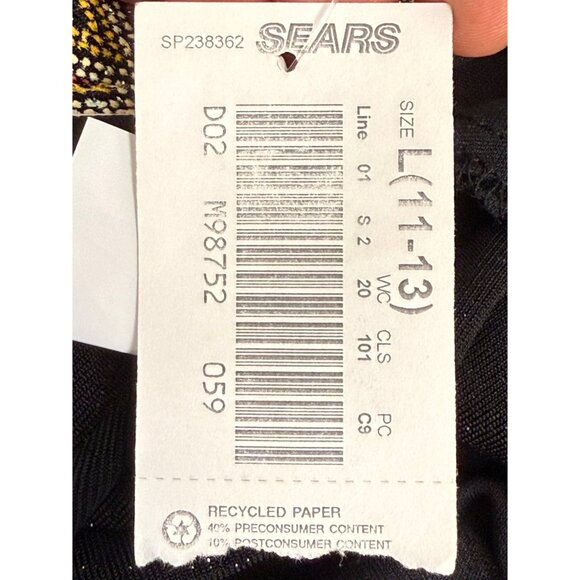 SP238362 SEARS
SIZE L(11-13)
WC CLS PC
Line 01 S 2 20 101 C9
D02 M98752 059
RECYCLED PAPER
40% PRECONSUMER CONTENT
10% POSTCONSUMER CONTENT